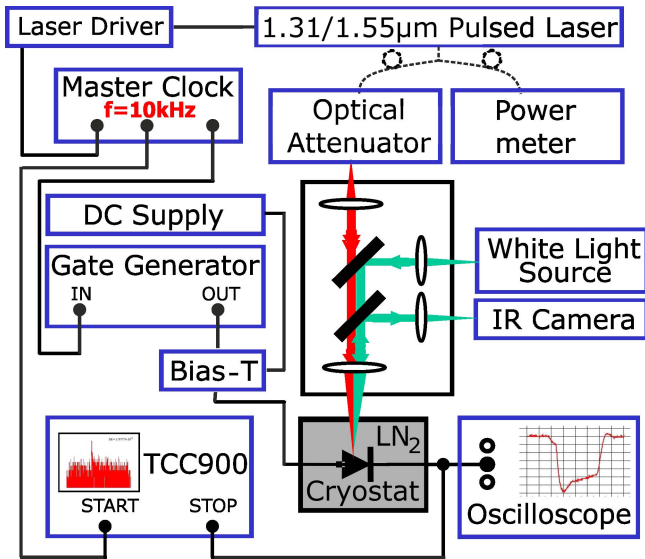 Laser Driver
1.31/1.55μm Pulsed Laser
Master Clock
f=10kHz
Optical
Attenuator
Power
meter
DC Supply
Gate Generator
IN
OUT
White Light
Source
IR Camera
Bias-T
TCC900
START
STOP
LN2
Cryostat
Oscilloscope